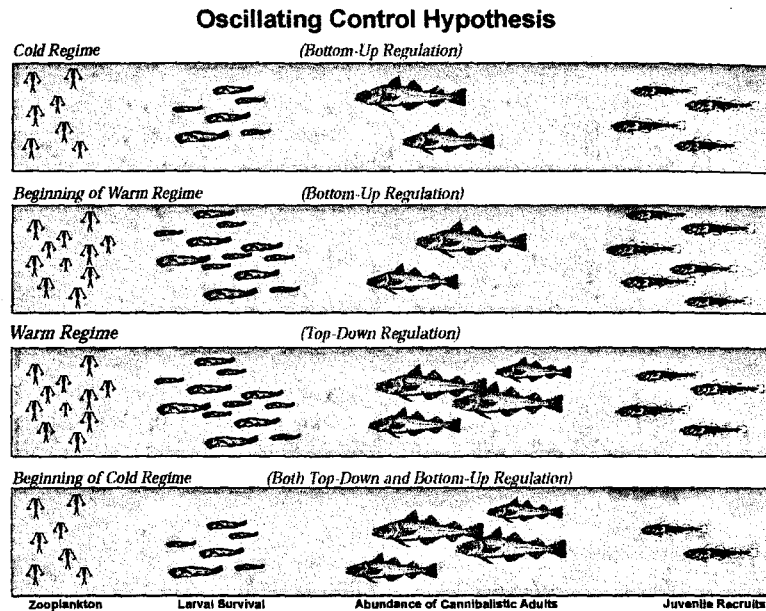 Oscillating Control Hypothesis
Cold Regime (Bottom-Up Regulation)
Beginning of Warm Regime (Bottom-Up Regulation)
Warm Regime (Top-Down Regulation)
Beginning of Cold Regime (Both Top-Down and Bottom-Up Regulation)
Zooplankton Larval Survival Abundance of Cannibalistic Adults Juvenile Recruits